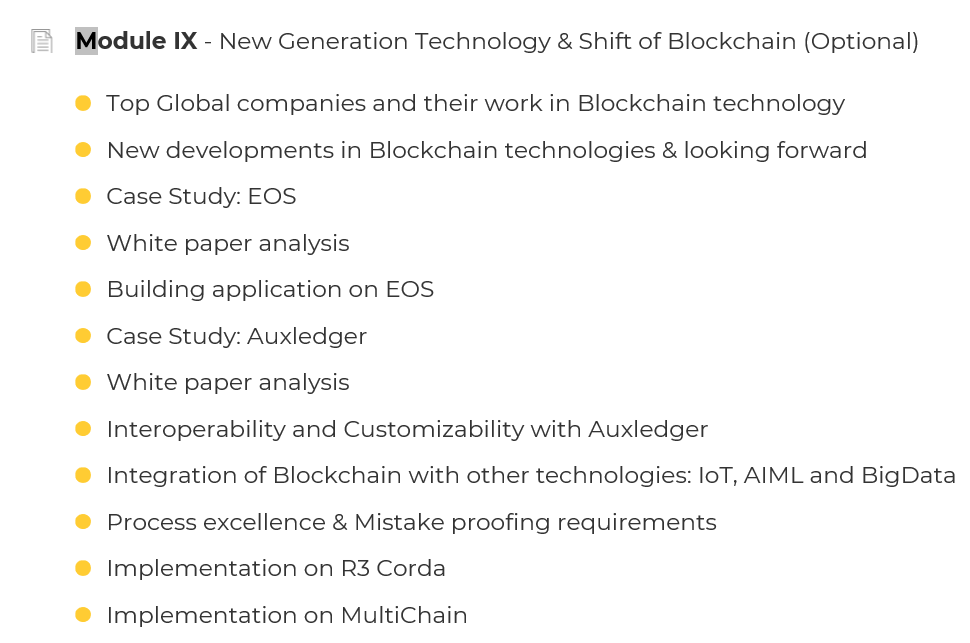 Module IX - New Generation Technology & Shift of Blockchain (Optional)
Top Global companies and their work in Blockchain technology
New developments in Blockchain technologies & looking forward
Case Study: EOS
White paper analysis
Building application on EOS
Case Study: Auxledger
White paper analysis
Interoperability and Customizability with Auxledger
Integration of Blockchain with other technologies: IoT, AIML and BigData
Process excellence & Mistake proofing requirements
Implementation on R3 Corda
Implementation on MultiChain